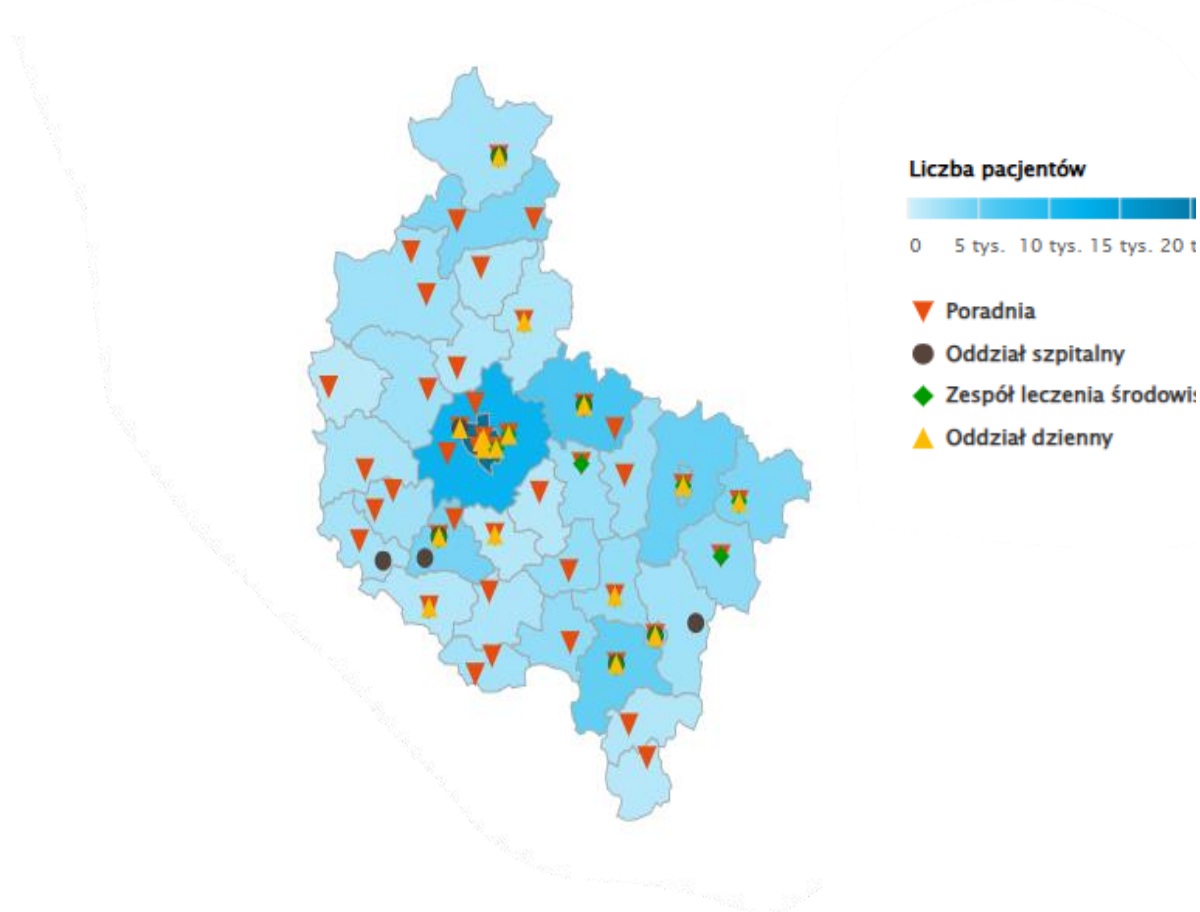 Liczba pacjentów
0 5 tys. 10 tys. 15 tys. 20 t
Poradnia
Oddział szpitalny
Zespół leczenia środowis
Oddział dzienny